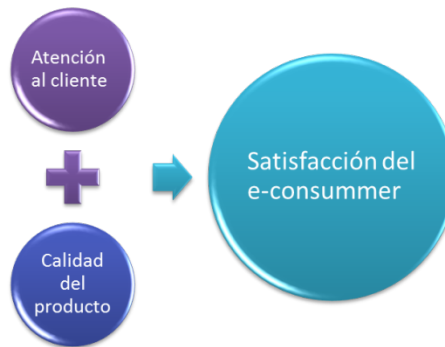 Atención
al cliente
Calidad
del
producto
Satisfacción del
e-consummer